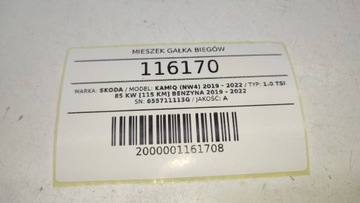 MIESZEK GAŁKA BIEGÓW
116170
MARKA: SKODA / MODEL: KAMIQ (NW4) 2019 - 2022 / TYP: 1.0 TSI
85 KW [115 KM] BENZYNA 2019 - 2022
SN: 655711113G / JAKOŚĆ: A
2000001161708